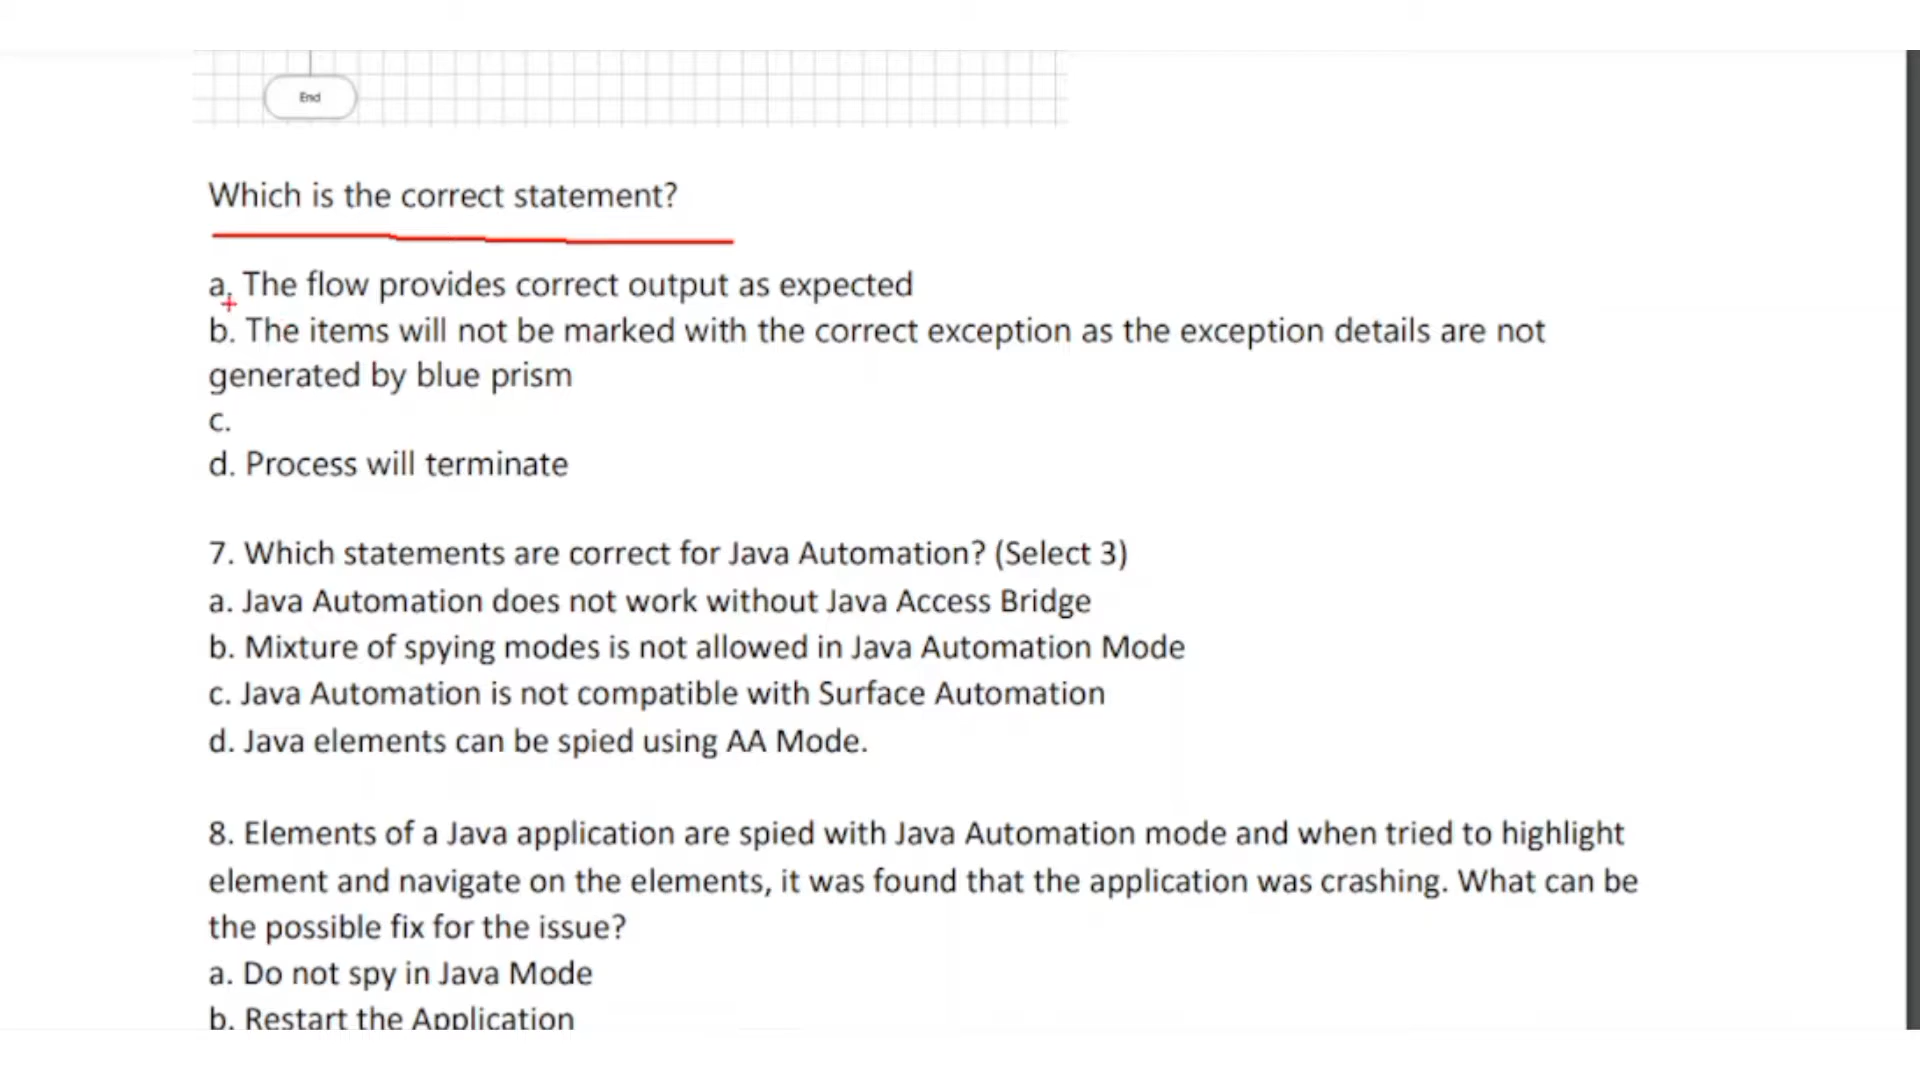 End
Which is the correct statement?
a. The flow provides correct output as expected
b. The items will not be marked with the correct exception as the exception details are not
generated by blue prism
c.
d. Process will terminate
7. Which statements are correct for Java Automation? (Select 3)
a. Java Automation does not work without Java Access Bridge
b. Mixture of spying modes is not allowed in Java Automation Mode
c. Java Automation is not compatible with Surface Automation
d. Java elements can be spied using AA Mode.
8. Elements of a Java application are spied with Java Automation mode and when tried to highlight
element and navigate on the elements, it was found that the application was crashing. What can be
the possible fix for the issue?
a. Do not spy in Java Mode
b. Restart the Application